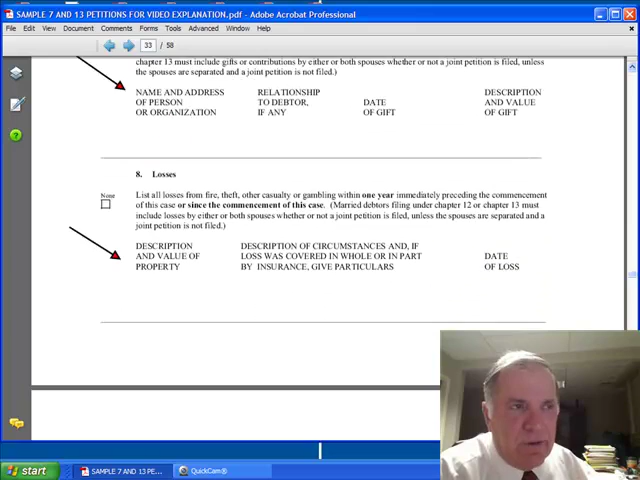 SAMPLE 7 AND 13 PETITIONS FOR VIDEO EXPLANATION.pdf - Adobe Acrobat Professional
File Edit View Document Comments Forms Tools Advanced Window Help
33 / 58
chapter 13 must include gifts or contributions by either or both spouses whether or not a joint petition is filed, unless
the spouses are separated and a joint petition is not filed.)
NAME AND ADDRESS RELATIONSHIP DESCRIPTION
OF PERSON TO DEBTOR, DATE AND VALUE
OR ORGANIZATION IF ANY OF GIFT OF GIFT
8. Losses
None
List all losses from fire, theft, other casualty or gambling within one year immediately preceding the commencement
of this case or since the commencement of this case. (Married debtors filing under chapter 12 or chapter 13 must
include losses by either or both spouses whether or not a joint petition is filed, unless the spouses are separated and a
joint petition is not filed.)
DESCRIPTION DESCRIPTION OF CIRCUMSTANCES AND, IF
AND VALUE OF LOSS WAS COVERED IN WHOLE OR IN PART DATE
PROPERTY BY INSURANCE, GIVE PARTICULARS OF LOSS
start SAMPLE 7 AND 13 PE... QuickCam®